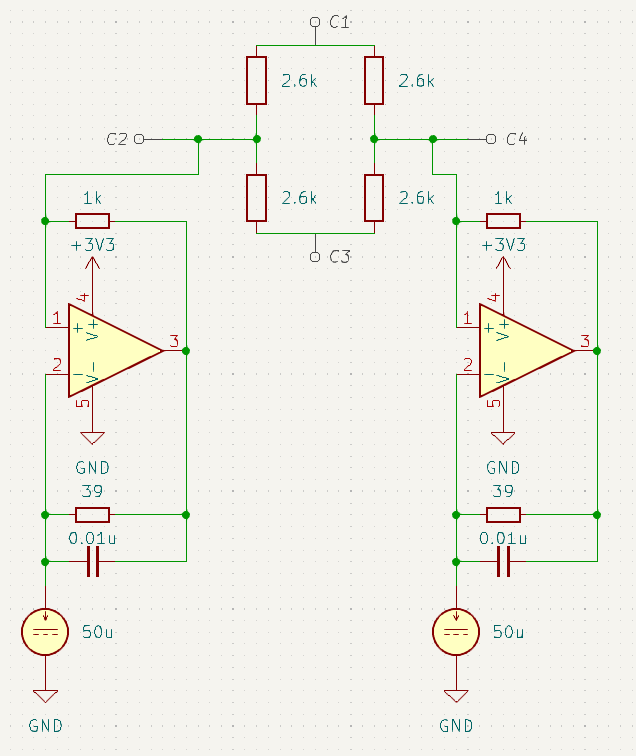 C1
2.6k
2.6k
C2
C4
2.6k
2.6k
1k
1k
+3V3
+3V3
C3
4
4
1
+
V+
1
+
V+
3
3
2
−
V−
2
−
V−
5
5
GND
GND
39
39
0.01u
0.01u
50u
50u
GND
GND